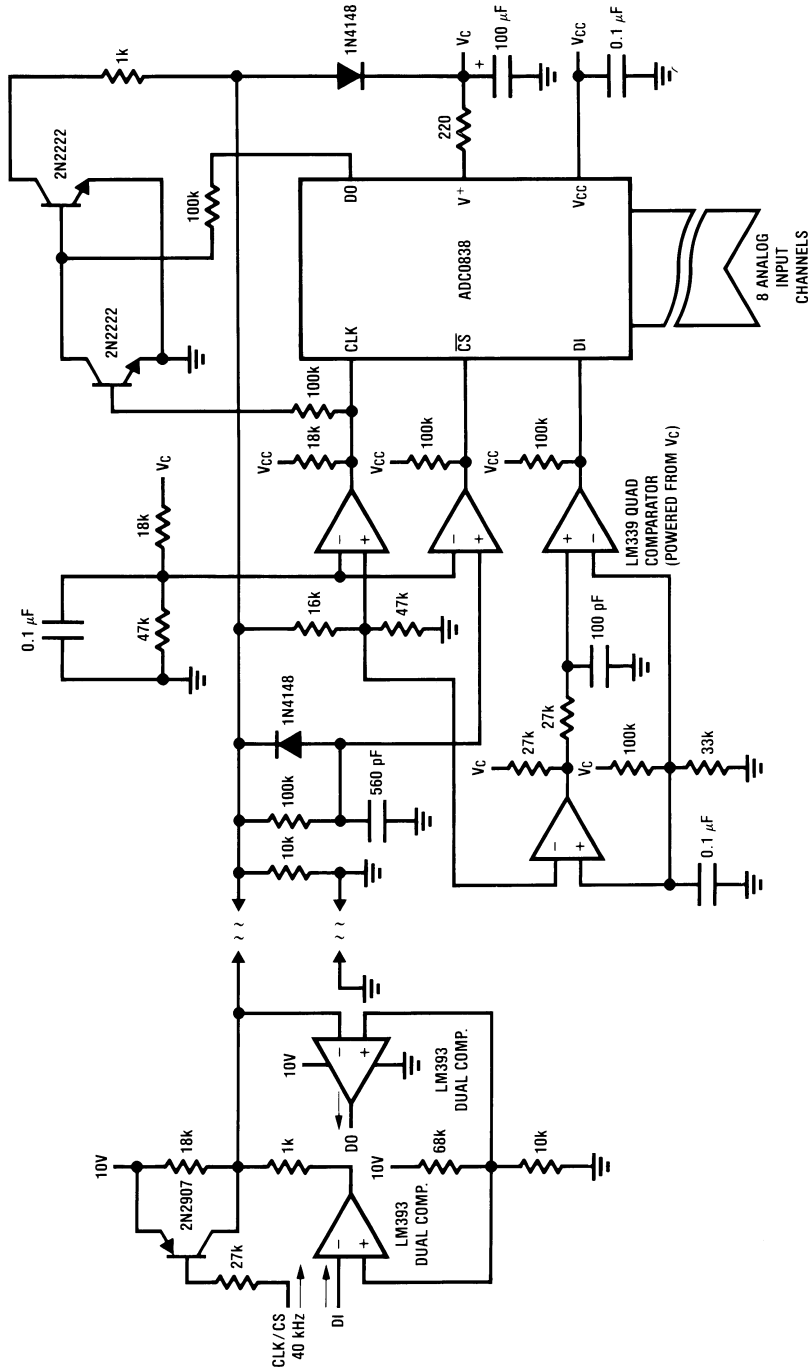 CLK/CS
40 kHz
DI
27k
2N2907
10V
18k
1k
LM393
DUAL COMP.
10V
68k
10k
DO
10V
LM393
DUAL COMP.
−
+
−
+
~ ~
~ ~
10k
100k
560 pF
1N4148
0.1 µF
47k
18k
VC
16k
47k
−
+
−
+
VCC
18k
100k
VCC
100k
VCC
100k
+
−
LM339 QUAD
COMPARATOR
(POWERED FROM VC)
−
+
VC
27k
27k
100 pF
VC
100k
33k
0.1 µF
2N2222
2N2222
100k
1k
1N4148
VC
+
100 µF
220
VCC
0.1 µF
CLK
CS
DI
ADC0838
DO
V+
VCC
8 ANALOG
INPUT
CHANNELS